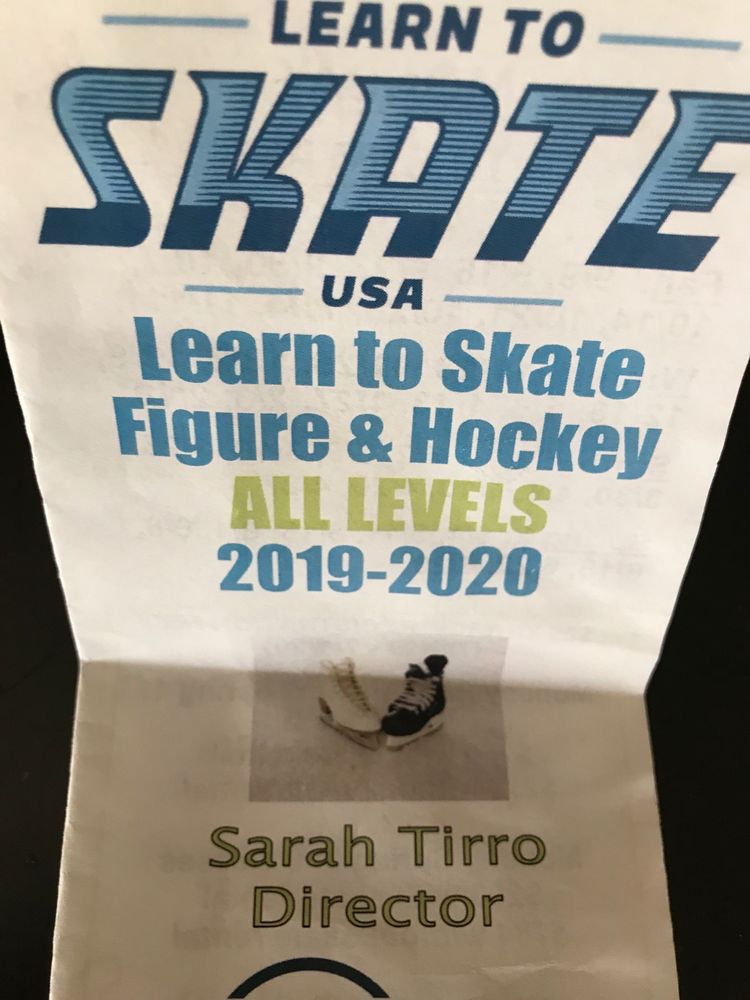 LEARN TO
SKATE
USA
Learn to Skate
Figure & Hockey
ALL LEVELS
2019-2020
Sarah Tirro
Director